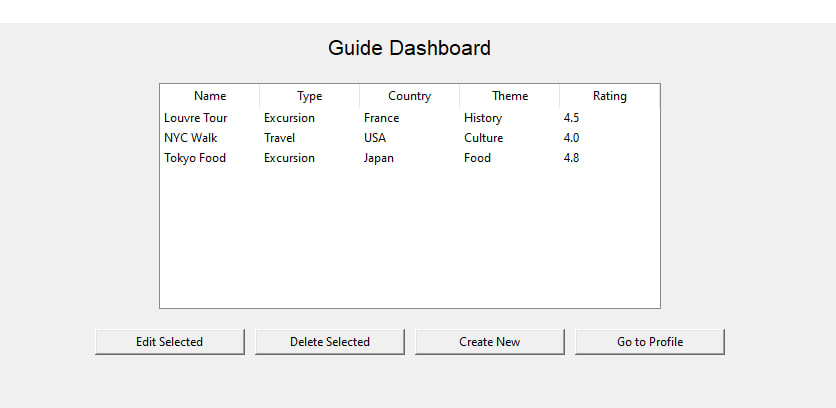 Guide Dashboard
Name Type Country Theme Rating
Louvre Tour Excursion France History 4.5
NYC Walk Travel USA Culture 4.0
Tokyo Food Excursion Japan Food 4.8
Edit Selected Delete Selected Create New Go to Profile